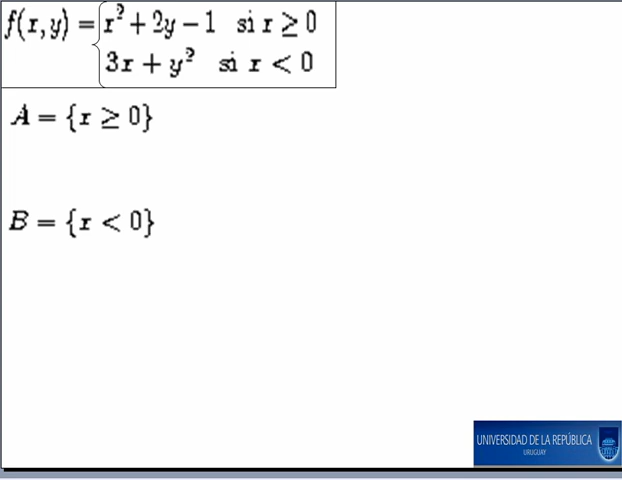 f(x, y) = { x² + 2y − 1 si x ≥ 0
3x + y² si x < 0
A = {x ≥ 0}
B = {x < 0}
UNIVERSIDAD DE LA REPÚBLICA
URUGUAY